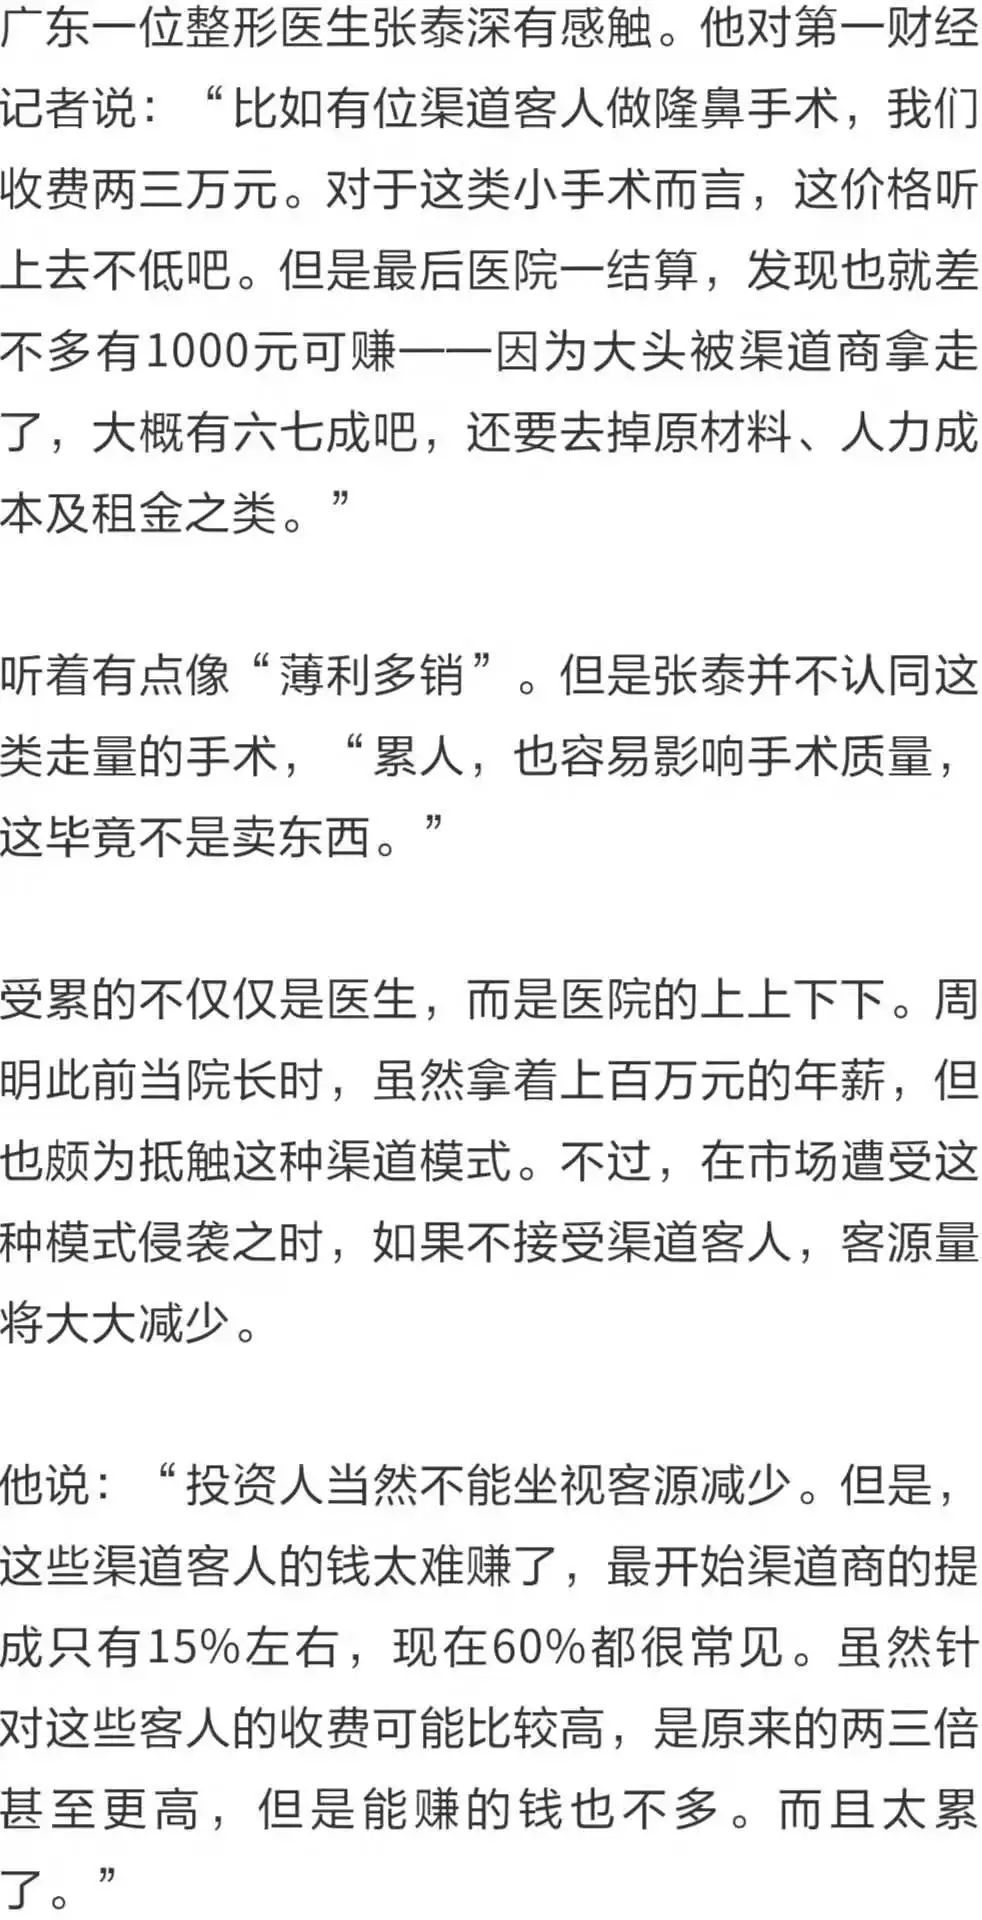 广东一位整形医生张泰深有感触。他对第一财经
记者说：“比如有位渠道客人做隆鼻手术，我们
收费两三万元。对于这类小手术而言，这价格听
上去不低吧。但是最后医院一结算，发现也就差
不多有1000元可赚——因为大头被渠道商拿走
了，大概有六七成吧，还要去掉原材料、人力成
本及租金之类。”
听着有点像“薄利多销”。但是张泰并不认同这
类走量的手术，“累人，也容易影响手术质量，
这毕竟不是卖东西。”
受累的不仅仅是医生，而是医院的上上下下。周
明此前当院长时，虽然拿着上百万元的年薪，但
也颇为抵触这种渠道模式。不过，在市场遭受这
种模式侵袭之时，如果不接受渠道客人，客源量
将大大减少。
他说：“投资人当然不能坐视客源减少。但是，
这些渠道客人的钱太难赚了，最开始渠道商的提
成只有15%左右，现在60%都很常见。虽然针
对这些客人的收费可能比较高，是原来的两三倍
甚至更高，但是能赚的钱也不多。而且太累
了。”